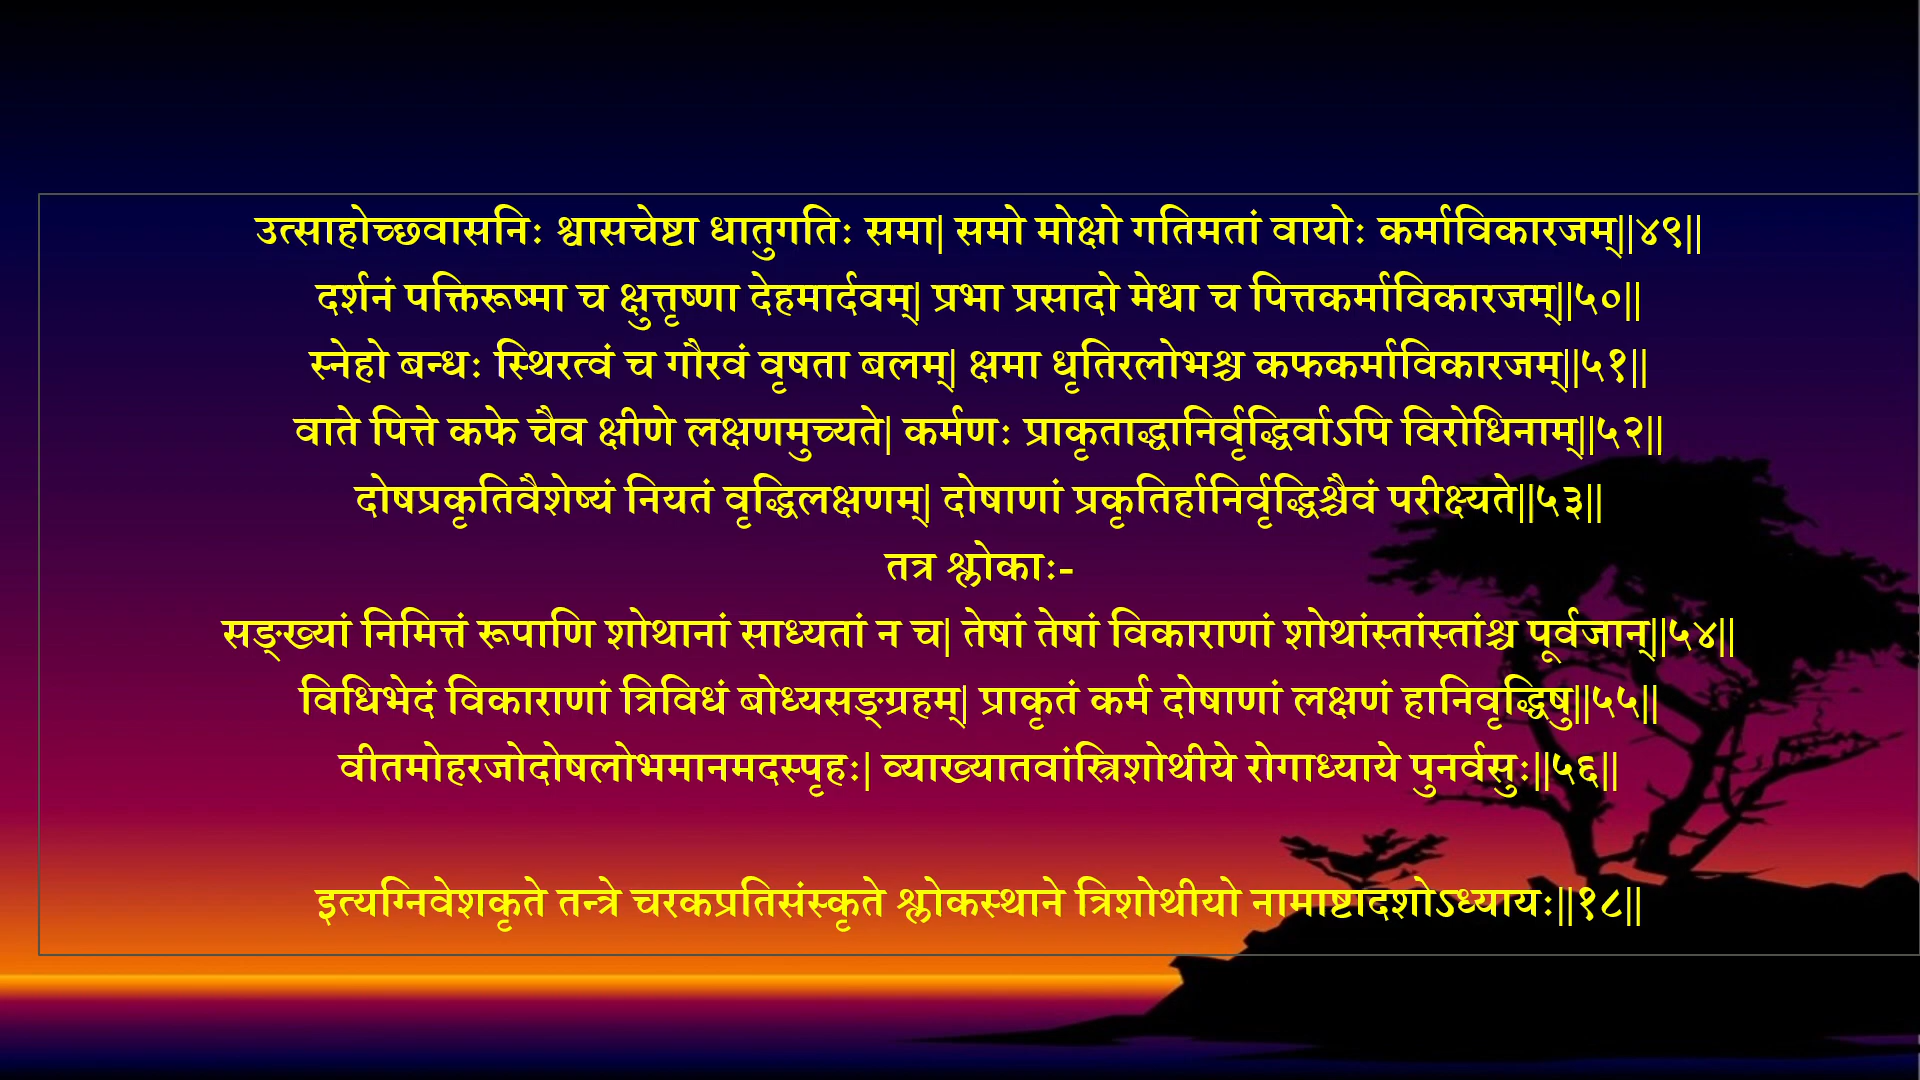 उत्साहोच्छ्वासनिः श्वासचेष्टा धातुगतिः समा| समो मोक्षो गतिमतां वायोः कर्माविकारजम्||४९||
दर्शनं पक्तिरूष्मा च क्षुत्तृष्णा देहमार्दवम्| प्रभा प्रसादो मेधा च पित्तकर्माविकारजम्||५०||
स्नेहो बन्धः स्थिरत्वं च गौरवं वृषता बलम्| क्षमा धृतिरलोभश्च कफकर्माविकारजम्||५१||
वाते पित्ते कफे चैव क्षीणे लक्षणमुच्यते| कर्मणः प्राकृताद्धानिर्वृद्धिर्वाऽपि विरोधिनाम्||५२||
दोषप्रकृतिवैशेष्यं नियतं वृद्धिलक्षणम्| दोषाणां प्रकृतिर्हानिर्वृद्धिश्चैवं परीक्ष्यते||५३||
तत्र श्लोकाः-
सङ्ख्यां निमित्तं रूपाणि शोथानां साध्यतां न च| तेषां तेषां विकाराणां शोथांस्तांस्तांश्च पूर्वजान्||५४||
विधिभेदं विकाराणां त्रिविधं बोध्यसङ्ग्रहम्| प्राकृतं कर्म दोषाणां लक्षणं हानिवृद्धिषु||५५||
वीतमोहरजोदोषलोभमानमदस्पृहः| व्याख्यातवांस्त्रिशोथीये रोगाध्याये पुनर्वसुः||५६||
इत्यग्निवेशकृते तन्त्रे चरकप्रतिसंस्कृते श्लोकस्थाने त्रिशोथीयो नामाष्टादशोऽध्यायः||१८||